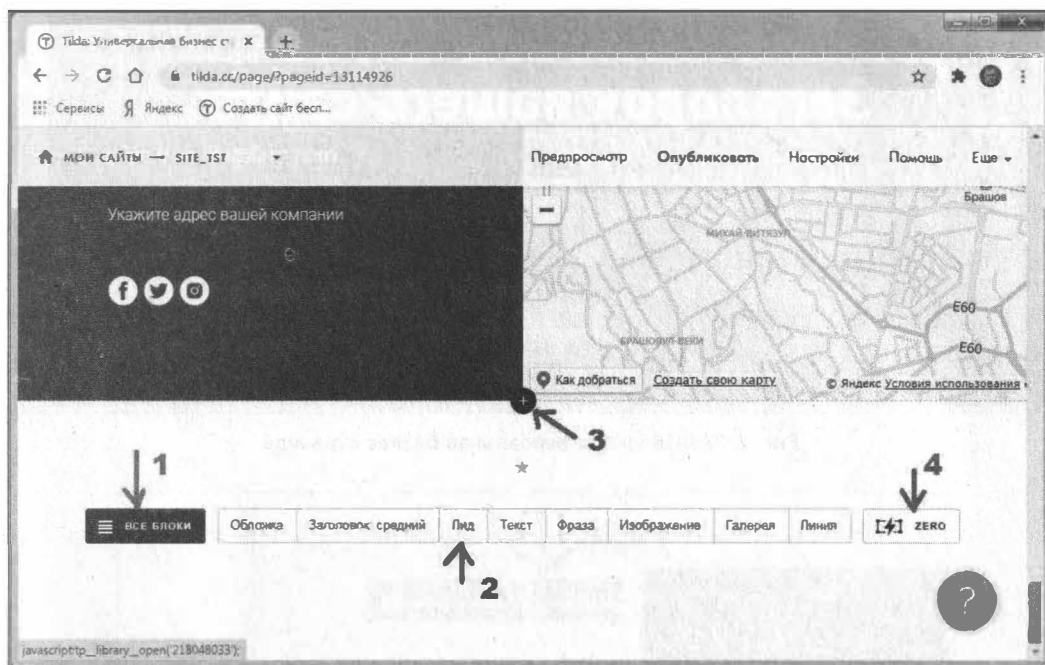 Tilda: Универсальная бизнес ст
tilda.cc/page/?pageid=13114926
Сервисы Яндекс Создать сайт бесп...
МОИ САЙТЫ → SITE_TST
Предпросмотр Опубликовать Настройки Помощь Еще
Укажите адрес вашей компании
Брашов
МИХАЙ-ВИТЯЗУЛ
E60
БРАШОВУЛ-ВЕКИ
E60
Как добраться Создать свою карту © Яндекс Условия использования
3
1
4
ВСЕ БЛОКИ Обложка Заголовок средний Лид Текст Фраза Изображение Галерея Линия ZERO
2
?
javascript:tp__library__open('218048033');